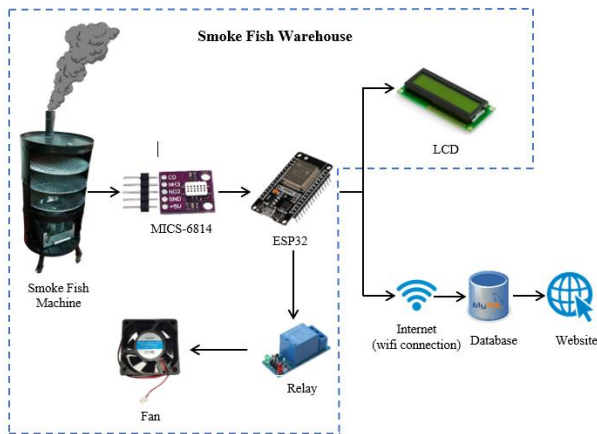 Smoke Fish Warehouse
LCD
CO
NH3
NO2
GND
+5V
MICS-6814
ESP32
Smoke Fish
Machine
Internet
(wifi connection)
Database
Website
Relay
Fan